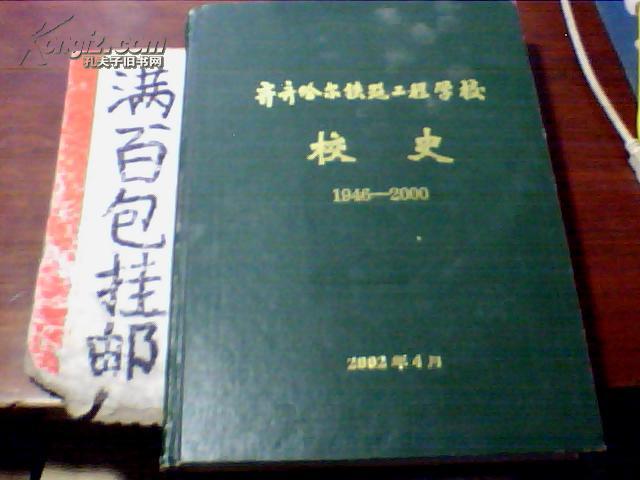 Kongfz.com
孔夫子旧书网
满百包挂邮
齐齐哈尔铁路工程学校
校史
1946—2000
2002年4月